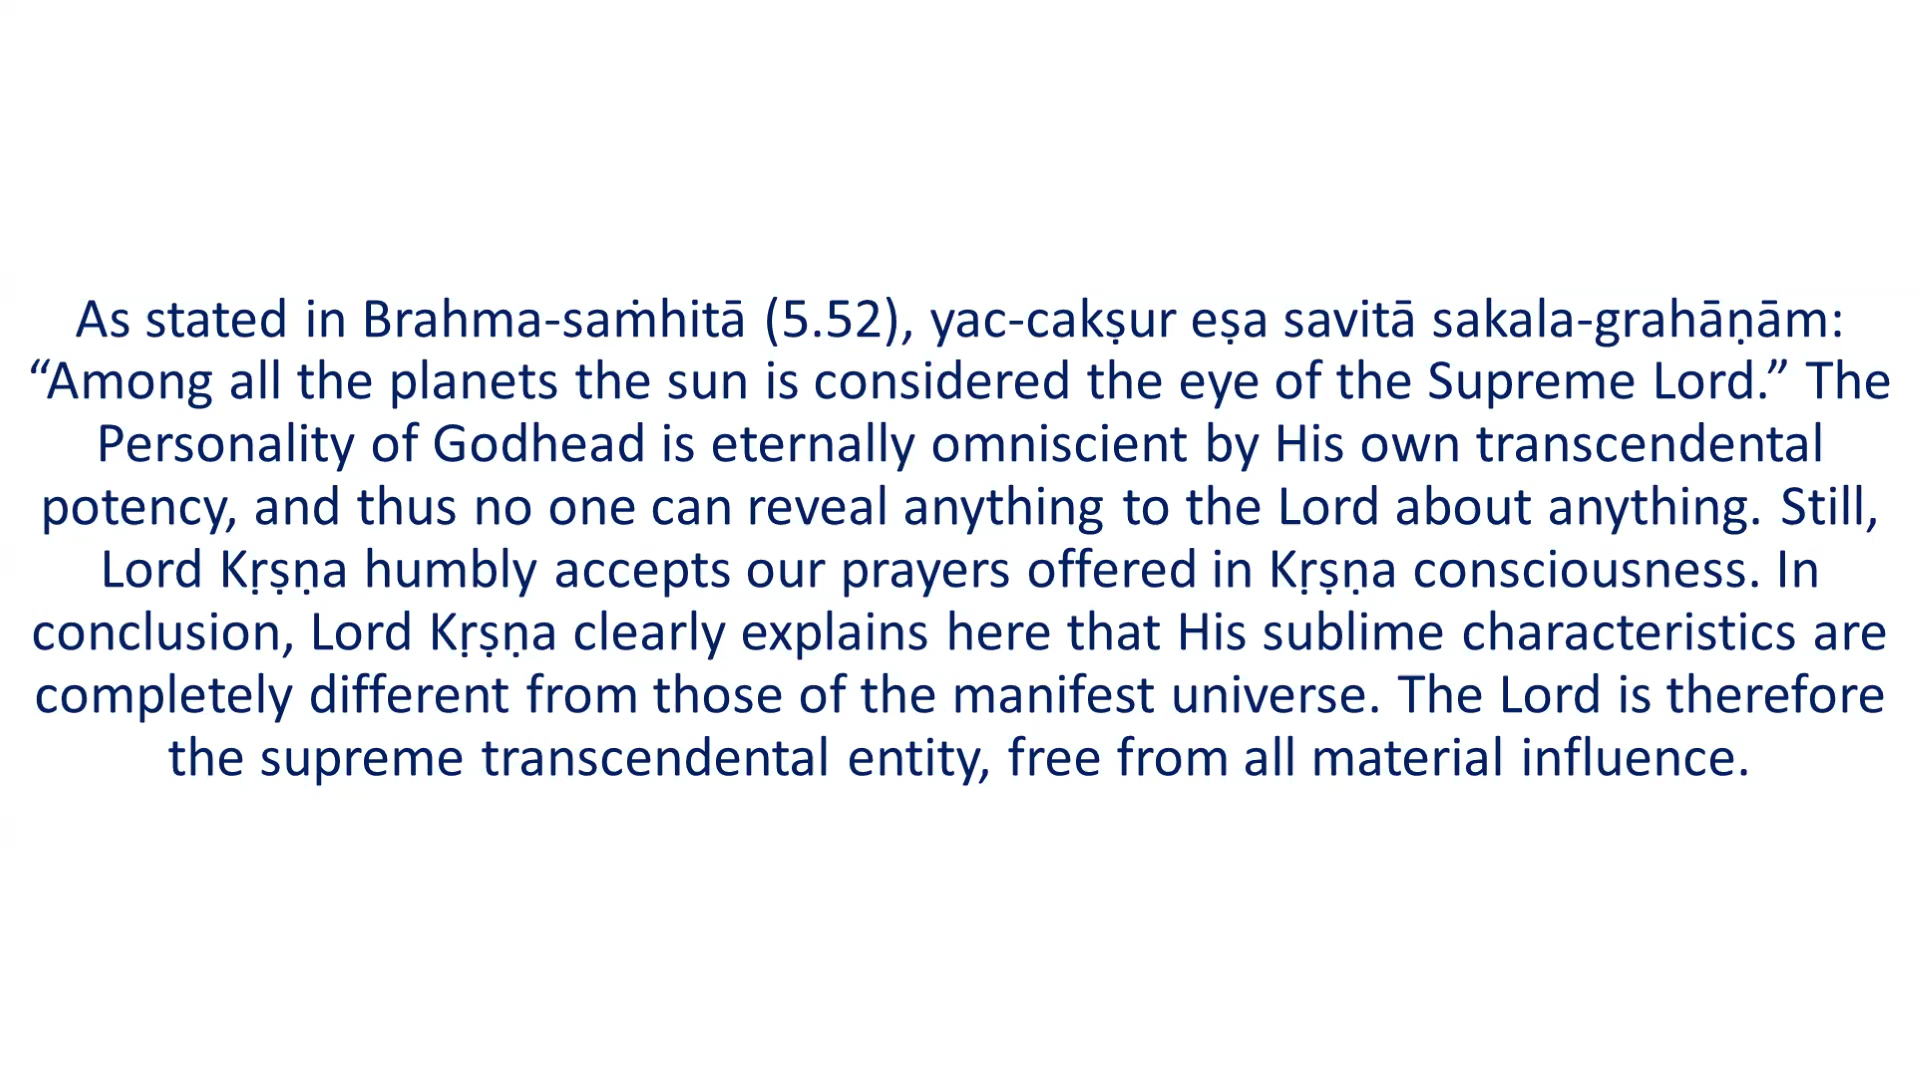 As stated in Brahma-saṁhitā (5.52), yac-cakṣur eṣa savitā sakala-grahāṇām:
“Among all the planets the sun is considered the eye of the Supreme Lord.” The
Personality of Godhead is eternally omniscient by His own transcendental
potency, and thus no one can reveal anything to the Lord about anything. Still,
Lord Kṛṣṇa humbly accepts our prayers offered in Kṛṣṇa consciousness. In
conclusion, Lord Kṛṣṇa clearly explains here that His sublime characteristics are
completely different from those of the manifest universe. The Lord is therefore
the supreme transcendental entity, free from all material influence.